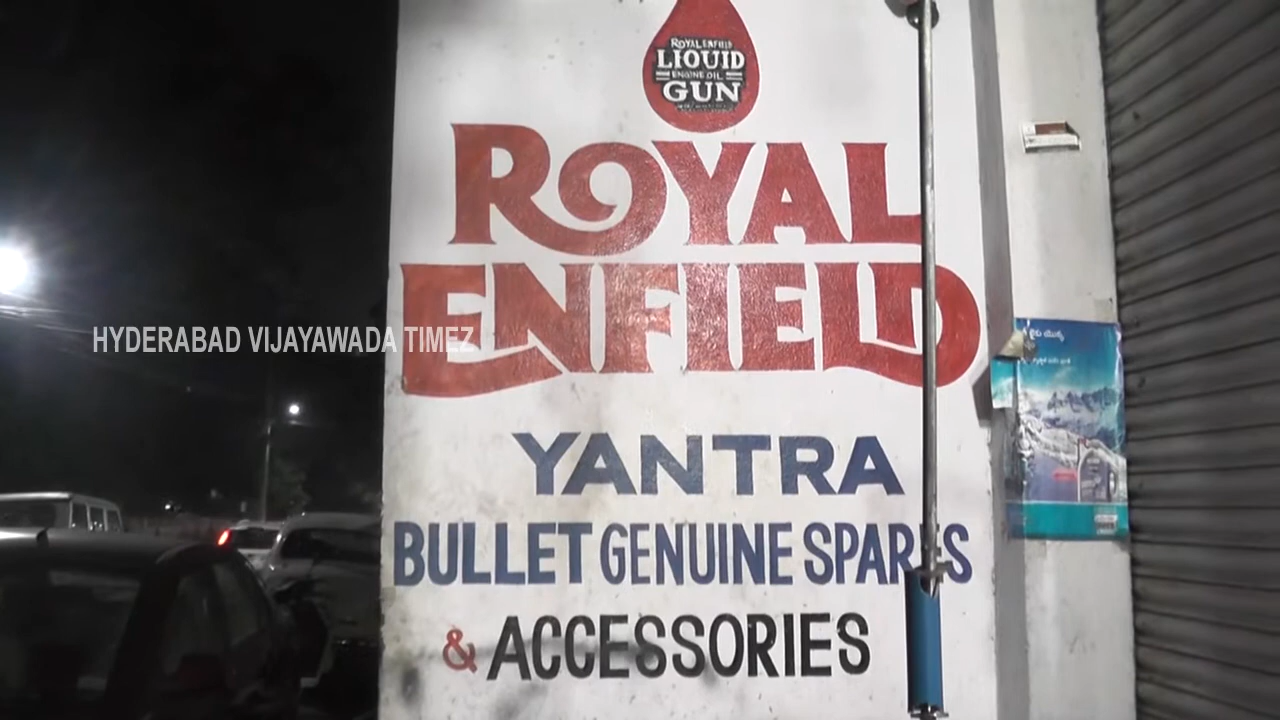 ROYAL ENFIELD
LIQUID
ENGINE OIL
GUN
ROYAL
ENFIELD
HYDERABAD VIJAYAWADA TIMEZ
YANTRA
BULLET GENUINE SPARES
& ACCESSORIES